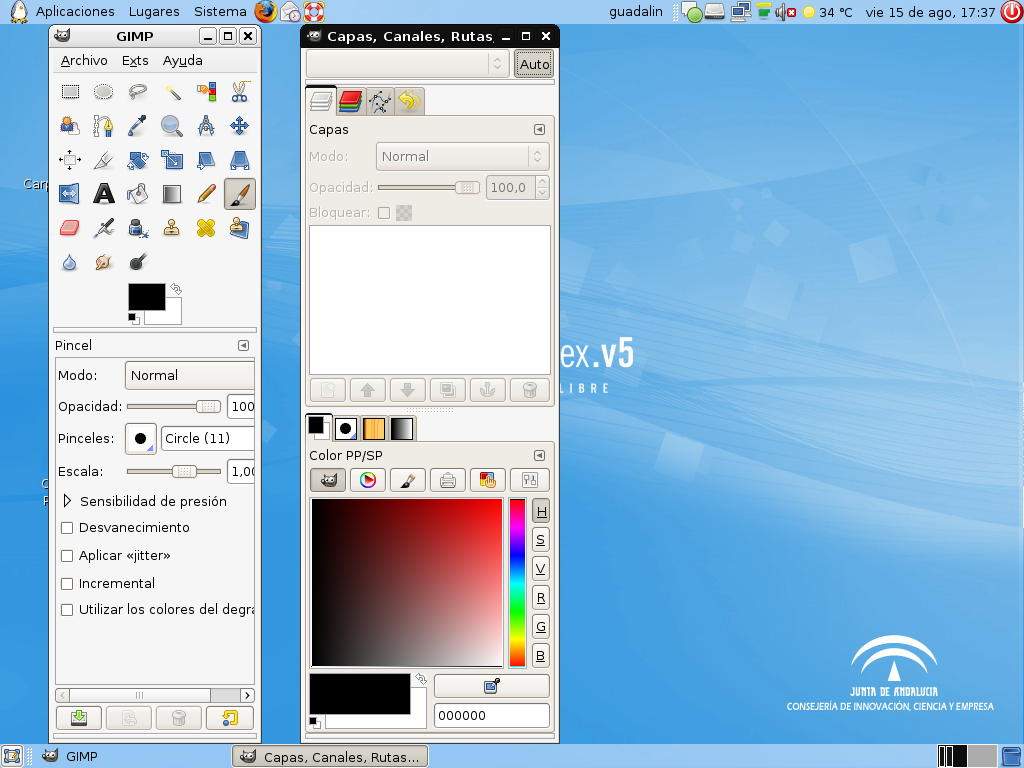 Aplicaciones Lugares Sistema guadalin 34 °C vie 15 de ago, 17:37
GIMP
Archivo Exts Ayuda
Pincel
Modo: Normal
Opacidad: 100
Pinceles: Circle (11)
Escala: 1,00
Sensibilidad de presión
Desvanecimiento
Aplicar «jitter»
Incremental
Utilizar los colores del degra
Capas, Canales, Rutas,
Auto
Capas
Modo: Normal
Opacidad: 100,0
Bloquear:
Color PP/SP
H
S
V
R
G
B
000000
Carg
ex.v5
LIBRE
JUNTA DE ANDALUCIA
CONSEJERÍA DE INNOVACIÓN, CIENCIA Y EMPRESA
GIMP Capas, Canales, Rutas...